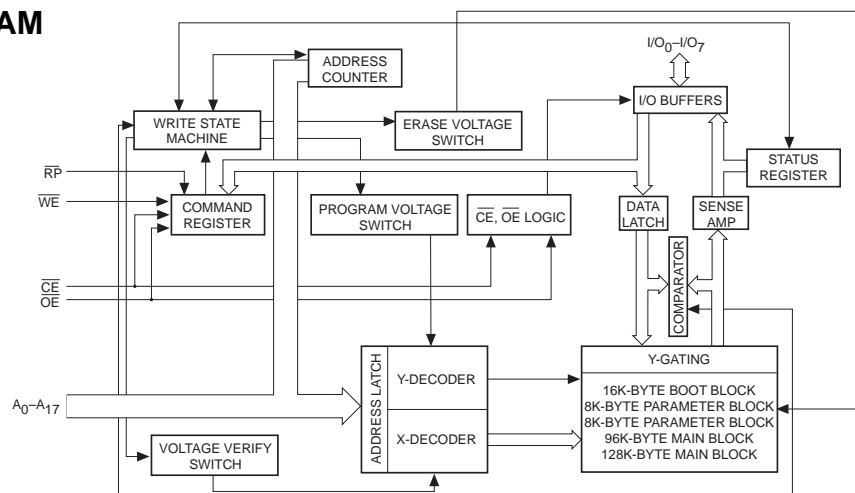 AM
I/O0–I/O7
ADDRESS
COUNTER
I/O BUFFERS
WRITE STATE
MACHINE
ERASE VOLTAGE
SWITCH
STATUS
REGISTER
RP
WE
COMMAND
REGISTER
PROGRAM VOLTAGE
SWITCH
CE, OE LOGIC
DATA
LATCH
SENSE
AMP
COMPARATOR
CE
OE
A0–A17
ADDRESS LATCH
Y-DECODER
X-DECODER
Y-GATING
16K-BYTE BOOT BLOCK
8K-BYTE PARAMETER BLOCK
8K-BYTE PARAMETER BLOCK
96K-BYTE MAIN BLOCK
128K-BYTE MAIN BLOCK
VOLTAGE VERIFY
SWITCH